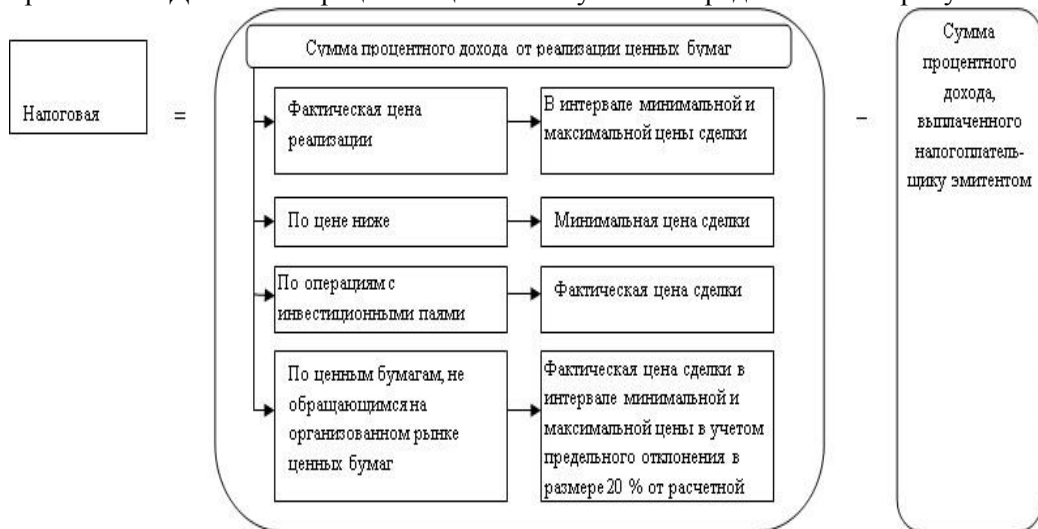 Сумма процентного дохода от реализации ценных бумаг
Налоговая
=
Фактическая цена
реализации
В интервале минимальной и
максимальной цены сделки
По цене ниже
Минимальная цена сделки
По операциям с
инвестиционными паями
Фактическая цена сделки
По ценным бумагам, не
обращающимся на
организованном рынке
ценных бумаг
Фактическая цена сделки в
интервале минимальной и
максимальной цены в учетом
предельного отклонения в
размере 20 % от расчетной
–
Сумма
процентного
дохода,
выплаченного
налогоплатель-
щику эмитентом